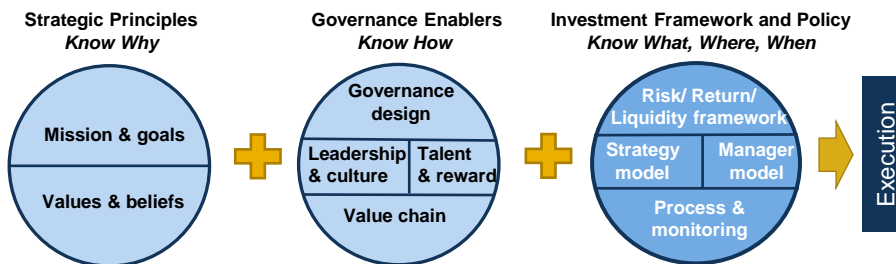 Strategic Principles
Know Why
Mission & goals
Values & beliefs
Governance Enablers
Know How
Governance
design
Leadership
& culture
Talent
& reward
Value chain
Investment Framework and Policy
Know What, Where, When
Risk/ Return/
Liquidity framework
Strategy
model
Manager
model
Process &
monitoring
Execution